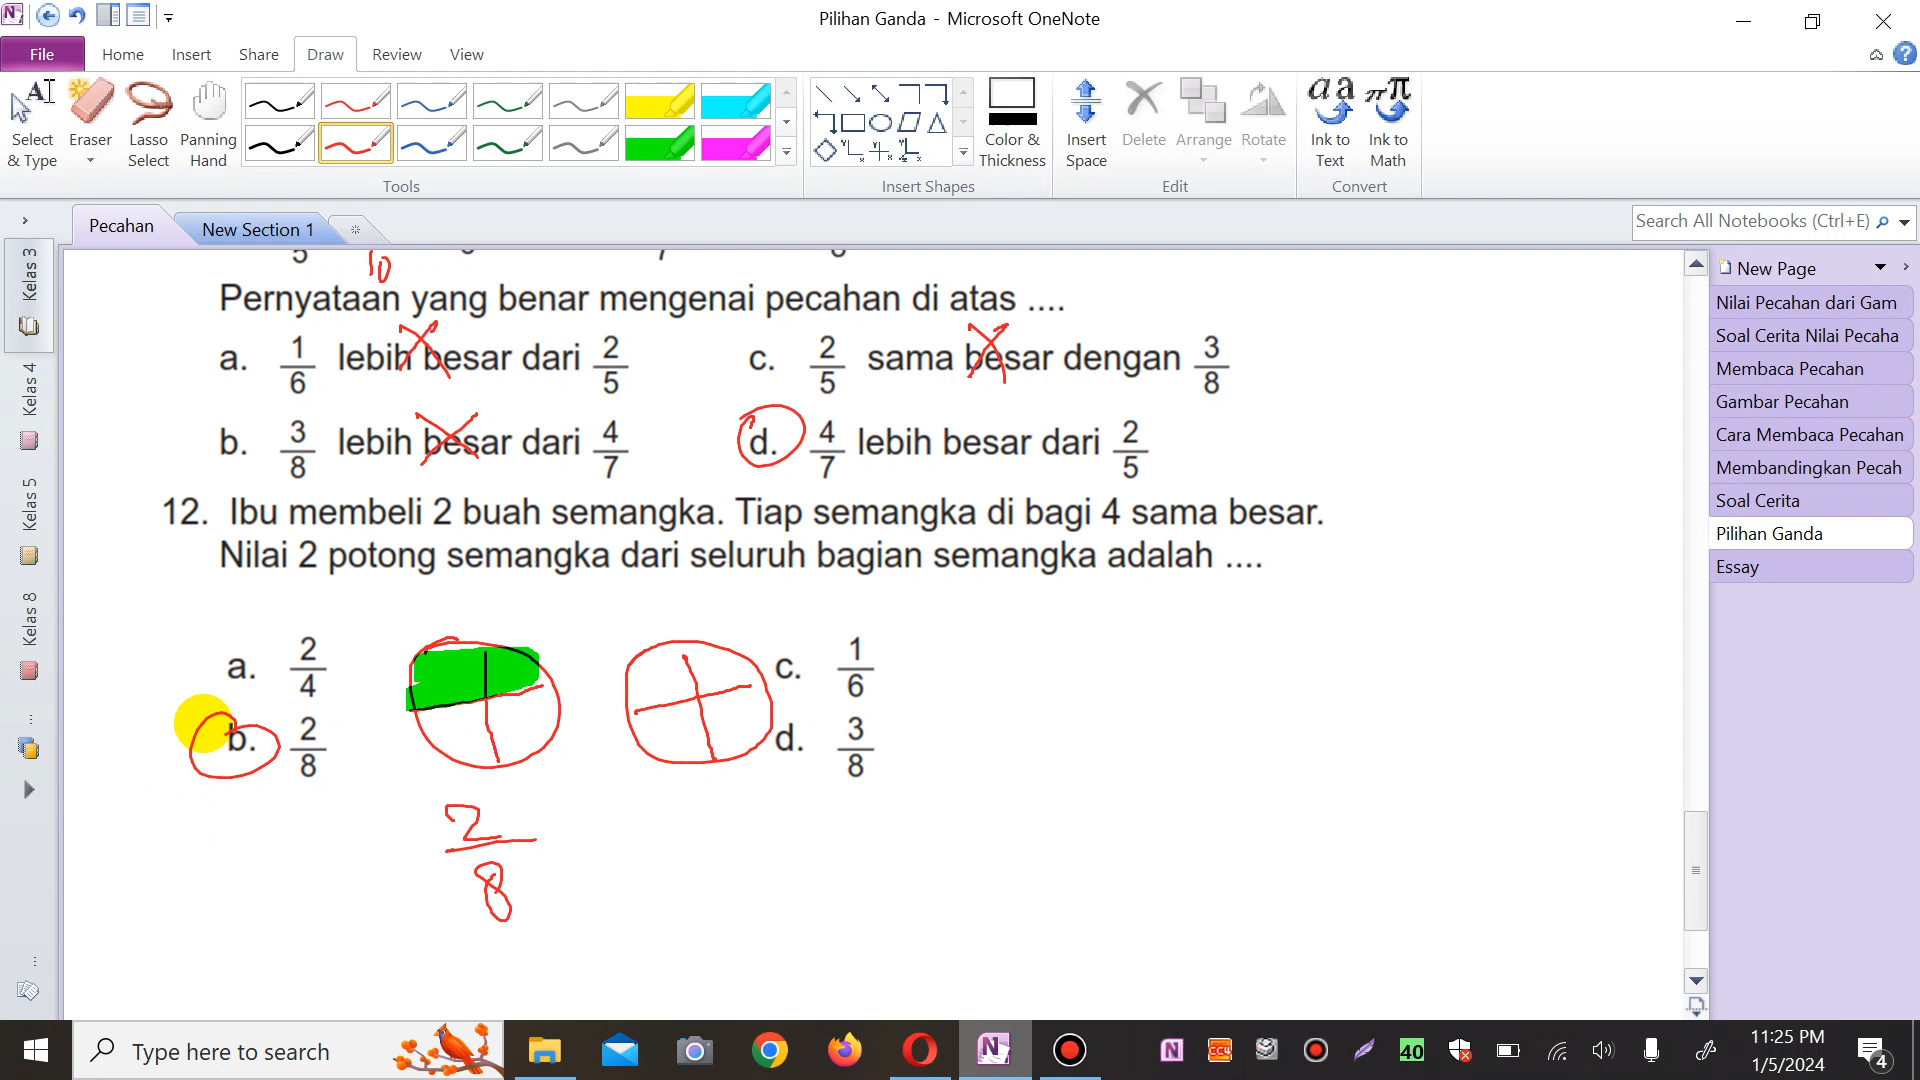 Pilihan Ganda - Microsoft OneNote
File Home Insert Share Draw Review View
Select & Type
Eraser
Lasso Select
Panning Hand
Color & Thickness
Insert Space
Delete
Arrange
Rotate
Ink to Text
Ink to Math
Tools
Insert Shapes
Edit
Convert
Pecahan
New Section 1
Search All Notebooks (Ctrl+E)
Kelas 3
Kelas 4
Kelas 5
Kelas 8
New Page
Nilai Pecahan dari Gam
Soal Cerita Nilai Pecaha
Membaca Pecahan
Gambar Pecahan
Cara Membaca Pecahan
Membandingkan Pecah
Soal Cerita
Pilihan Ganda
Essay
5 10
Pernyataan yang benar mengenai pecahan di atas ....
a. 1/6 lebih besar dari 2/5
c. 2/5 sama besar dengan 3/8
b. 3/8 lebih besar dari 4/7
d. 4/7 lebih besar dari 2/5
12. Ibu membeli 2 buah semangka. Tiap semangka di bagi 4 sama besar.
Nilai 2 potong semangka dari seluruh bagian semangka adalah ....
a. 2/4
c. 1/6
b. 2/8
d. 3/8
2/8
Type here to search
CC4
40
11:25 PM
1/5/2024
4